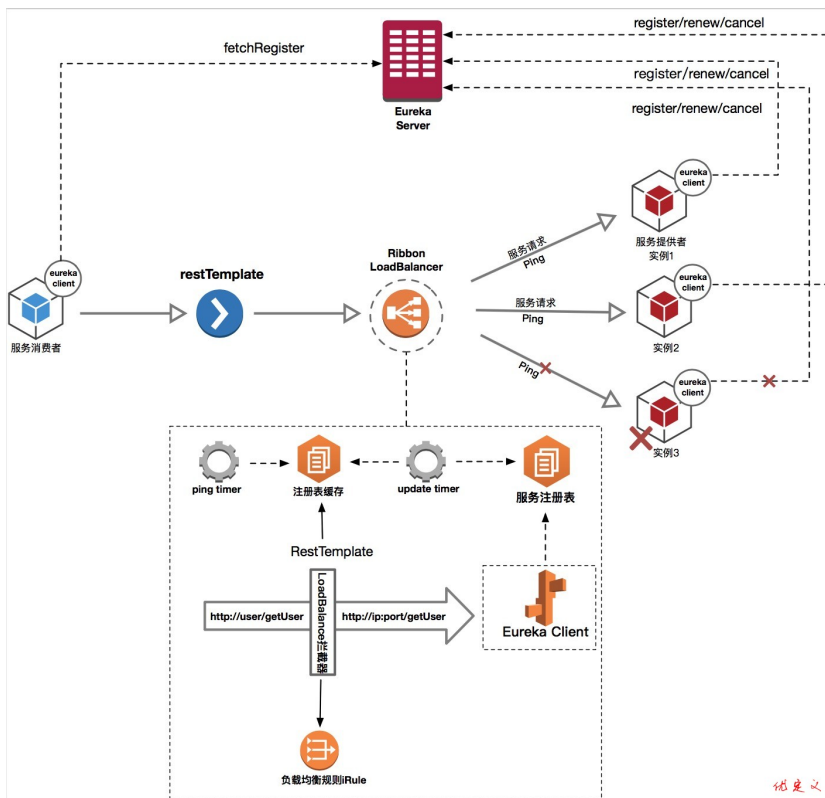 fetchRegister
register/renew/cancel
register/renew/cancel
register/renew/cancel
Eureka
Server
eureka
client
服务提供者
实例1
服务请求
Ping
Ribbon
LoadBalancer
restTemplate
eureka
client
服务消费者
服务请求
Ping
eureka
client
实例2
Ping
eureka
client
实例3
ping timer
注册表缓存
update timer
服务注册表
RestTemplate
http://user/getUser
LoadBalance拦截器
http://ip:port/getUser
Eureka Client
负载均衡规则iRule